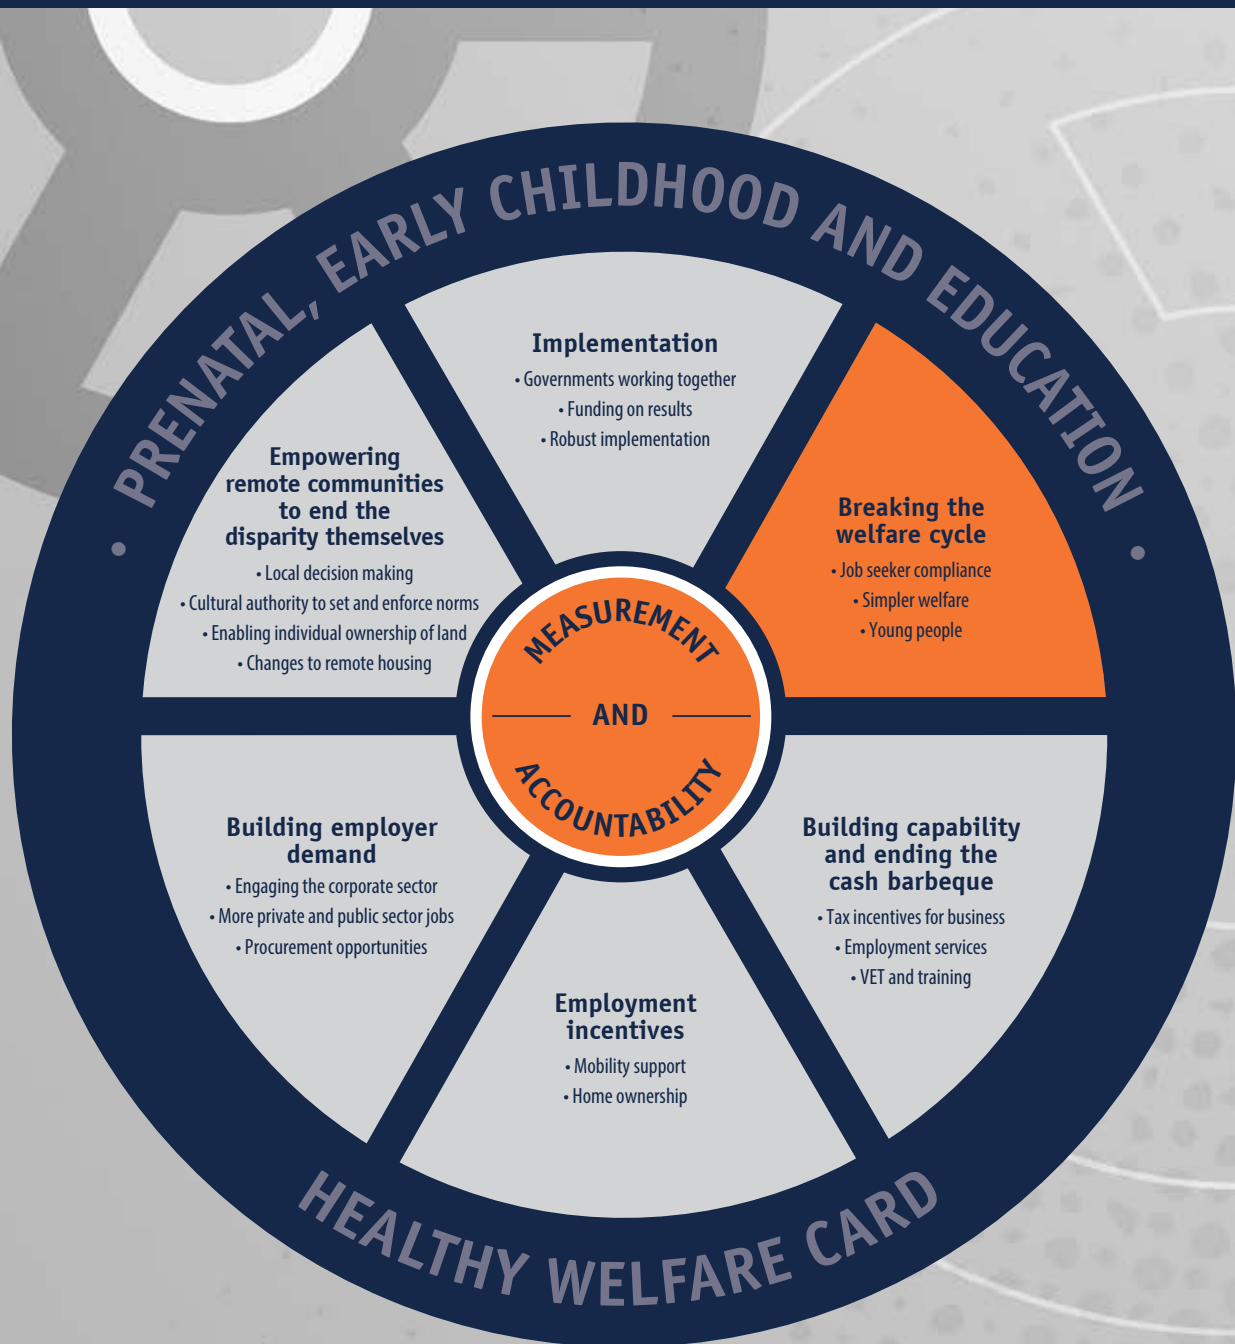 PRENATAL, EARLY CHILDHOOD AND EDUCATION
Implementation
• Governments working together
• Funding on results
• Robust implementation
Breaking the
welfare cycle
• Job seeker compliance
• Simpler welfare
• Young people
Building capability
and ending the
cash barbeque
• Tax incentives for business
• Employment services
• VET and training
Employment
incentives
• Mobility support
• Home ownership
Building employer
demand
• Engaging the corporate sector
• More private and public sector jobs
• Procurement opportunities
Empowering
remote communities
to end the
disparity themselves
• Local decision making
• Cultural authority to set and enforce norms
• Enabling individual ownership of land
• Changes to remote housing
MEASUREMENT
AND
ACCOUNTABILITY
HEALTHY WELFARE CARD